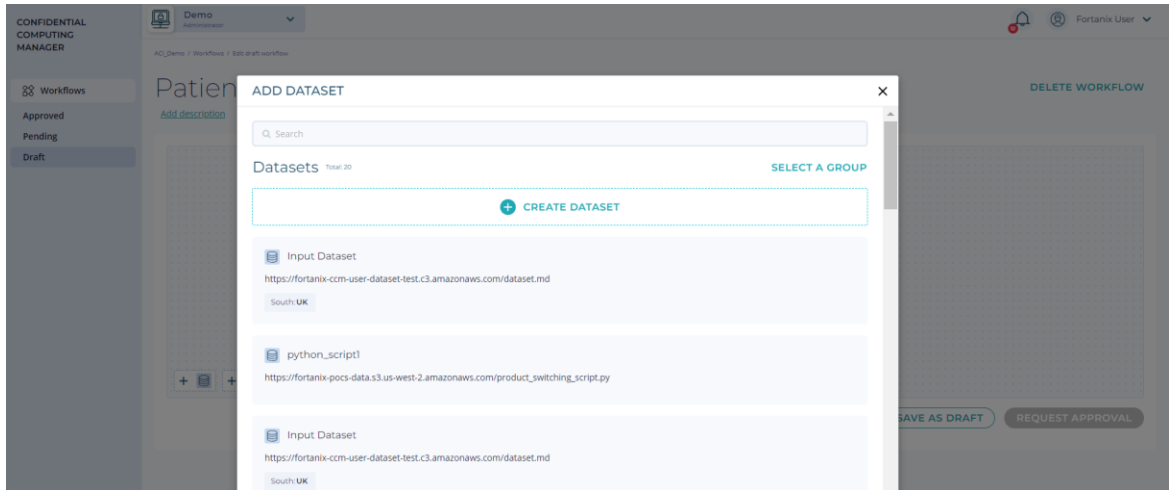 CONFIDENTIAL
COMPUTING
MANAGER
Demo
Administrator
Fortanix User
ACI_Demo / Workflows / Edit draft workflow
Workflows
Approved
Pending
Draft
Patien
Add description
DELETE WORKFLOW
ADD DATASET
Search
Datasets Total: 20
SELECT A GROUP
CREATE DATASET
Input Dataset
https://fortanix-ccm-user-dataset-test.c3.amazonaws.com/dataset.md
South: UK
python_script1
https://fortanix-pocs-data.s3.us-west-2.amazonaws.com/product_switching_script.py
Input Dataset
https://fortanix-ccm-user-dataset-test.c3.amazonaws.com/dataset.md
South: UK
SAVE AS DRAFT
REQUEST APPROVAL